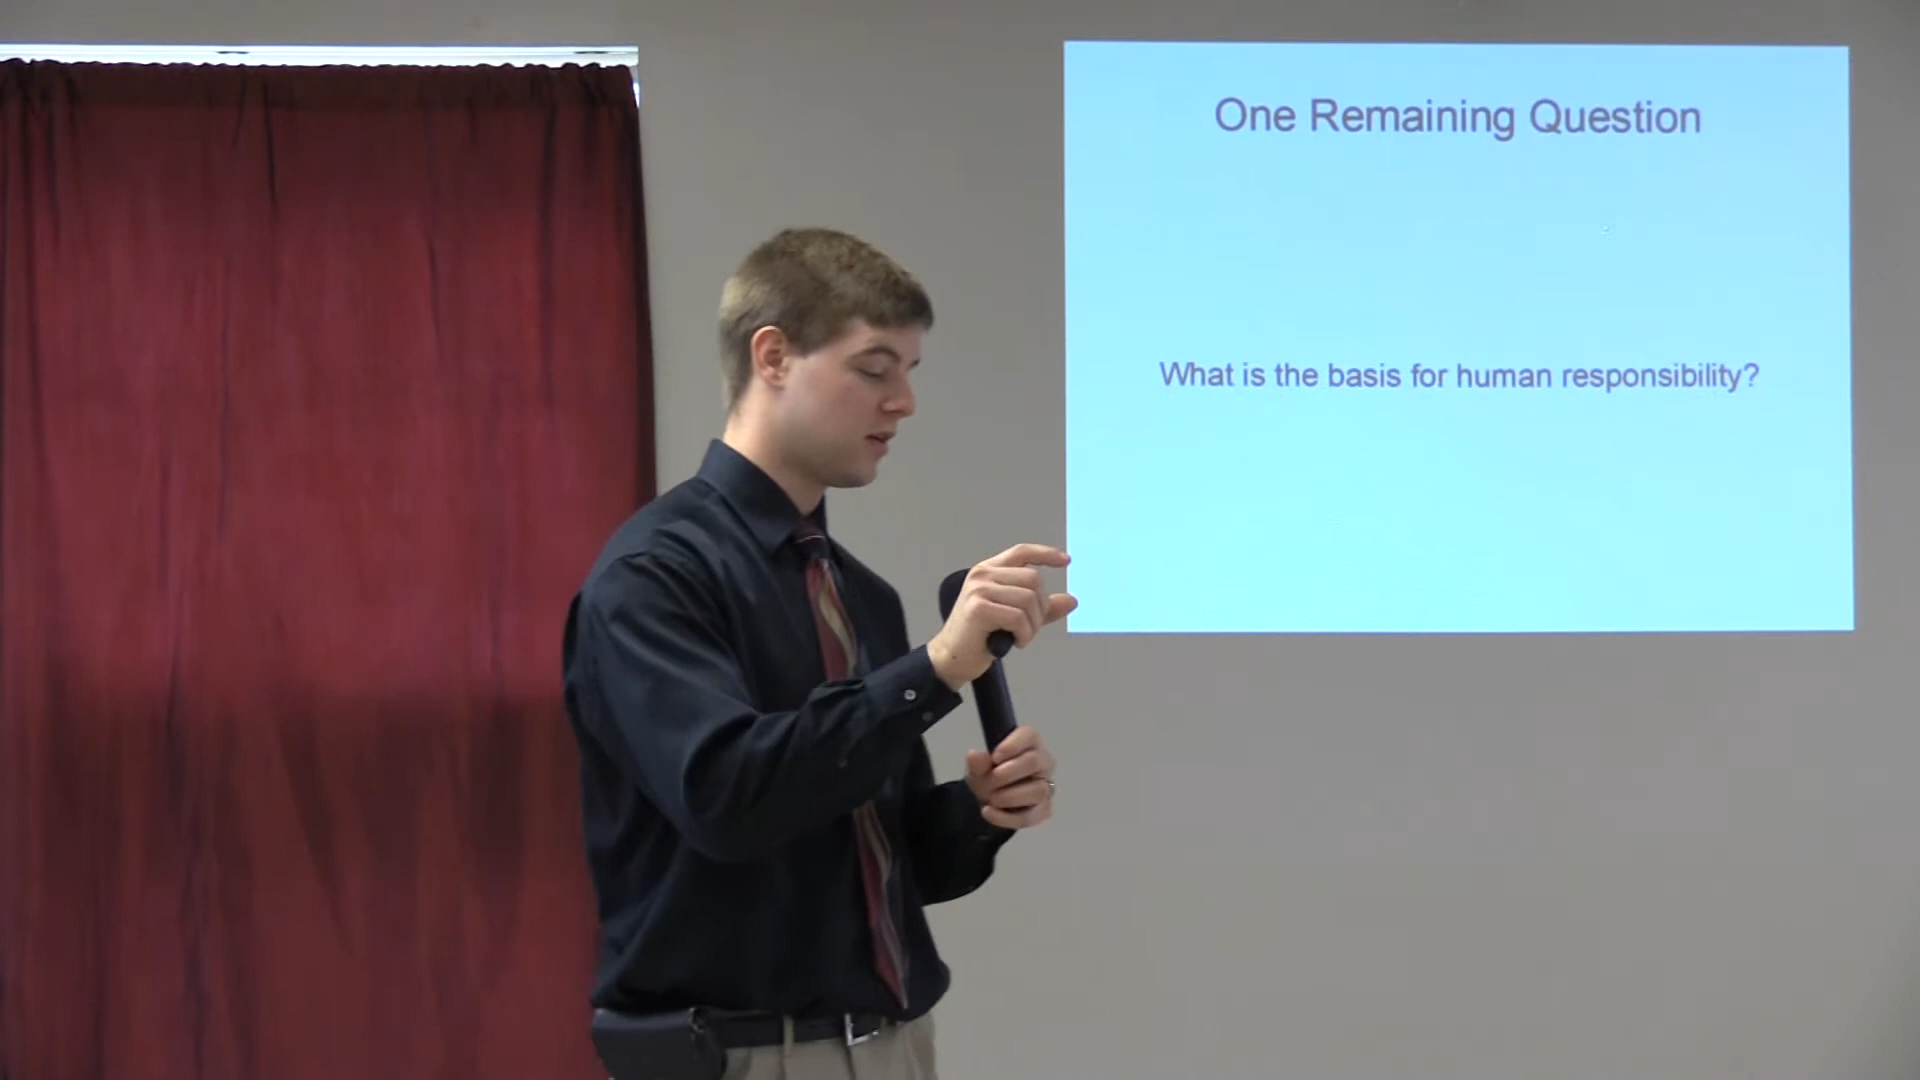 One Remaining Question
What is the basis for human responsibility?